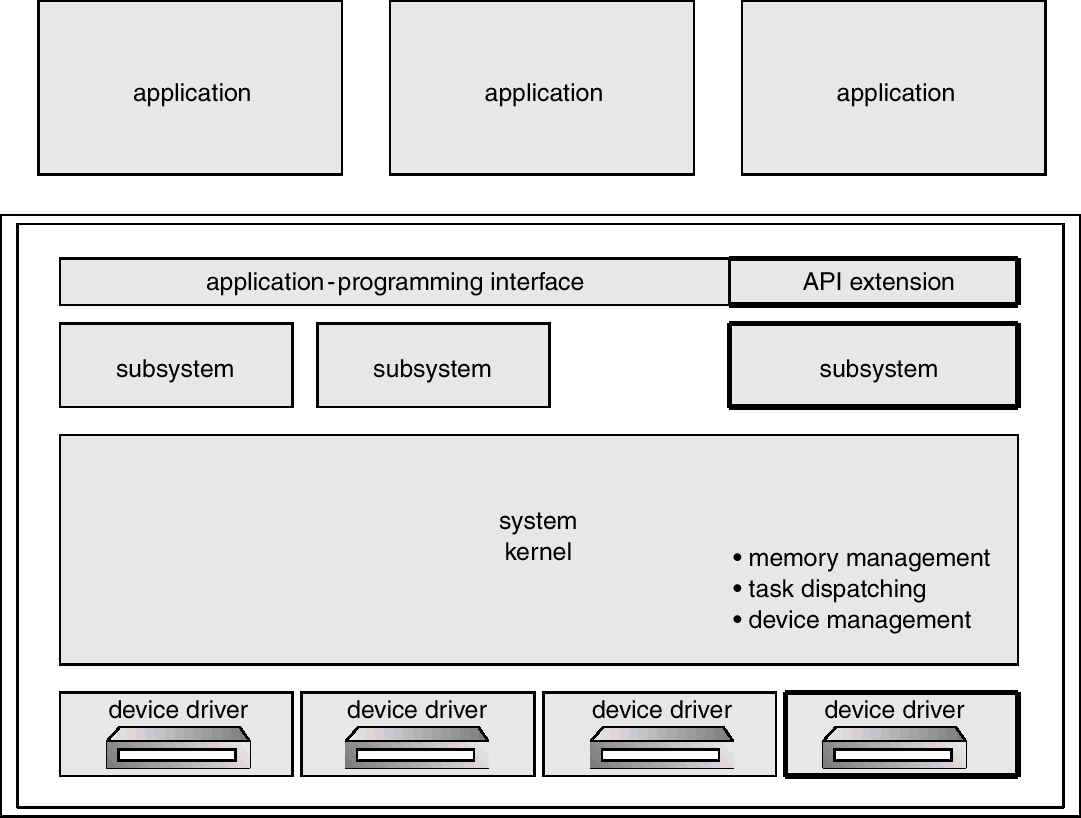 application
application
application
application-programming interface
API extension
subsystem
subsystem
subsystem
system
kernel
• memory management
• task dispatching
• device management
device driver
device driver
device driver
device driver